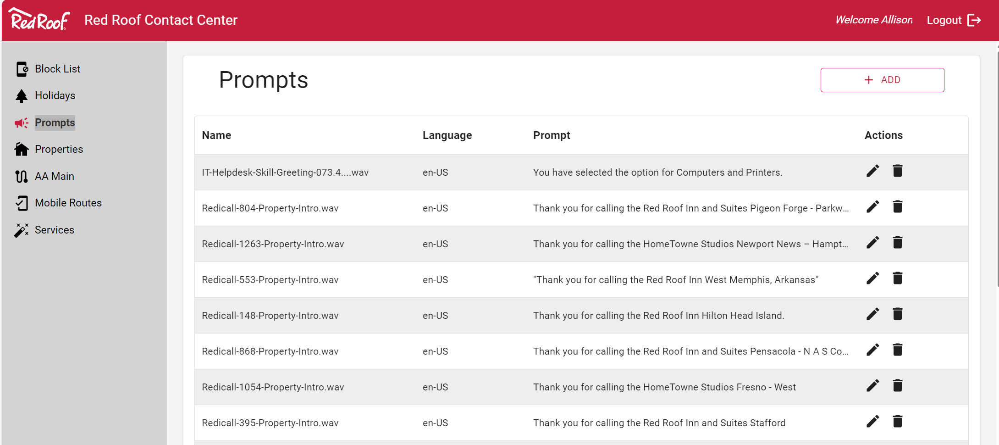 RedRoof
Red Roof Contact Center
Welcome Allison
Logout
Block List
Holidays
Prompts
Properties
AA Main
Mobile Routes
Services
Prompts
+ ADD
Name Language Prompt Actions
IT-Helpdesk-Skill-Greeting-073.4....wav en-US You have selected the option for Computers and Printers.
Redicall-804-Property-Intro.wav en-US Thank you for calling the Red Roof Inn and Suites Pigeon Forge - Parkw...
Redicall-1263-Property-Intro.wav en-US Thank you for calling the HomeTowne Studios Newport News – Hampt...
Redicall-553-Property-Intro.wav en-US "Thank you for calling the Red Roof Inn West Memphis, Arkansas"
Redicall-148-Property-Intro.wav en-US Thank you for calling the Red Roof Inn Hilton Head Island.
Redicall-868-Property-Intro.wav en-US Thank you for calling the Red Roof Inn and Suites Pensacola - N A S Co...
Redicall-1054-Property-Intro.wav en-US Thank you for calling the HomeTowne Studios Fresno - West
Redicall-395-Property-Intro.wav en-US Thank you for calling the Red Roof Inn and Suites Stafford